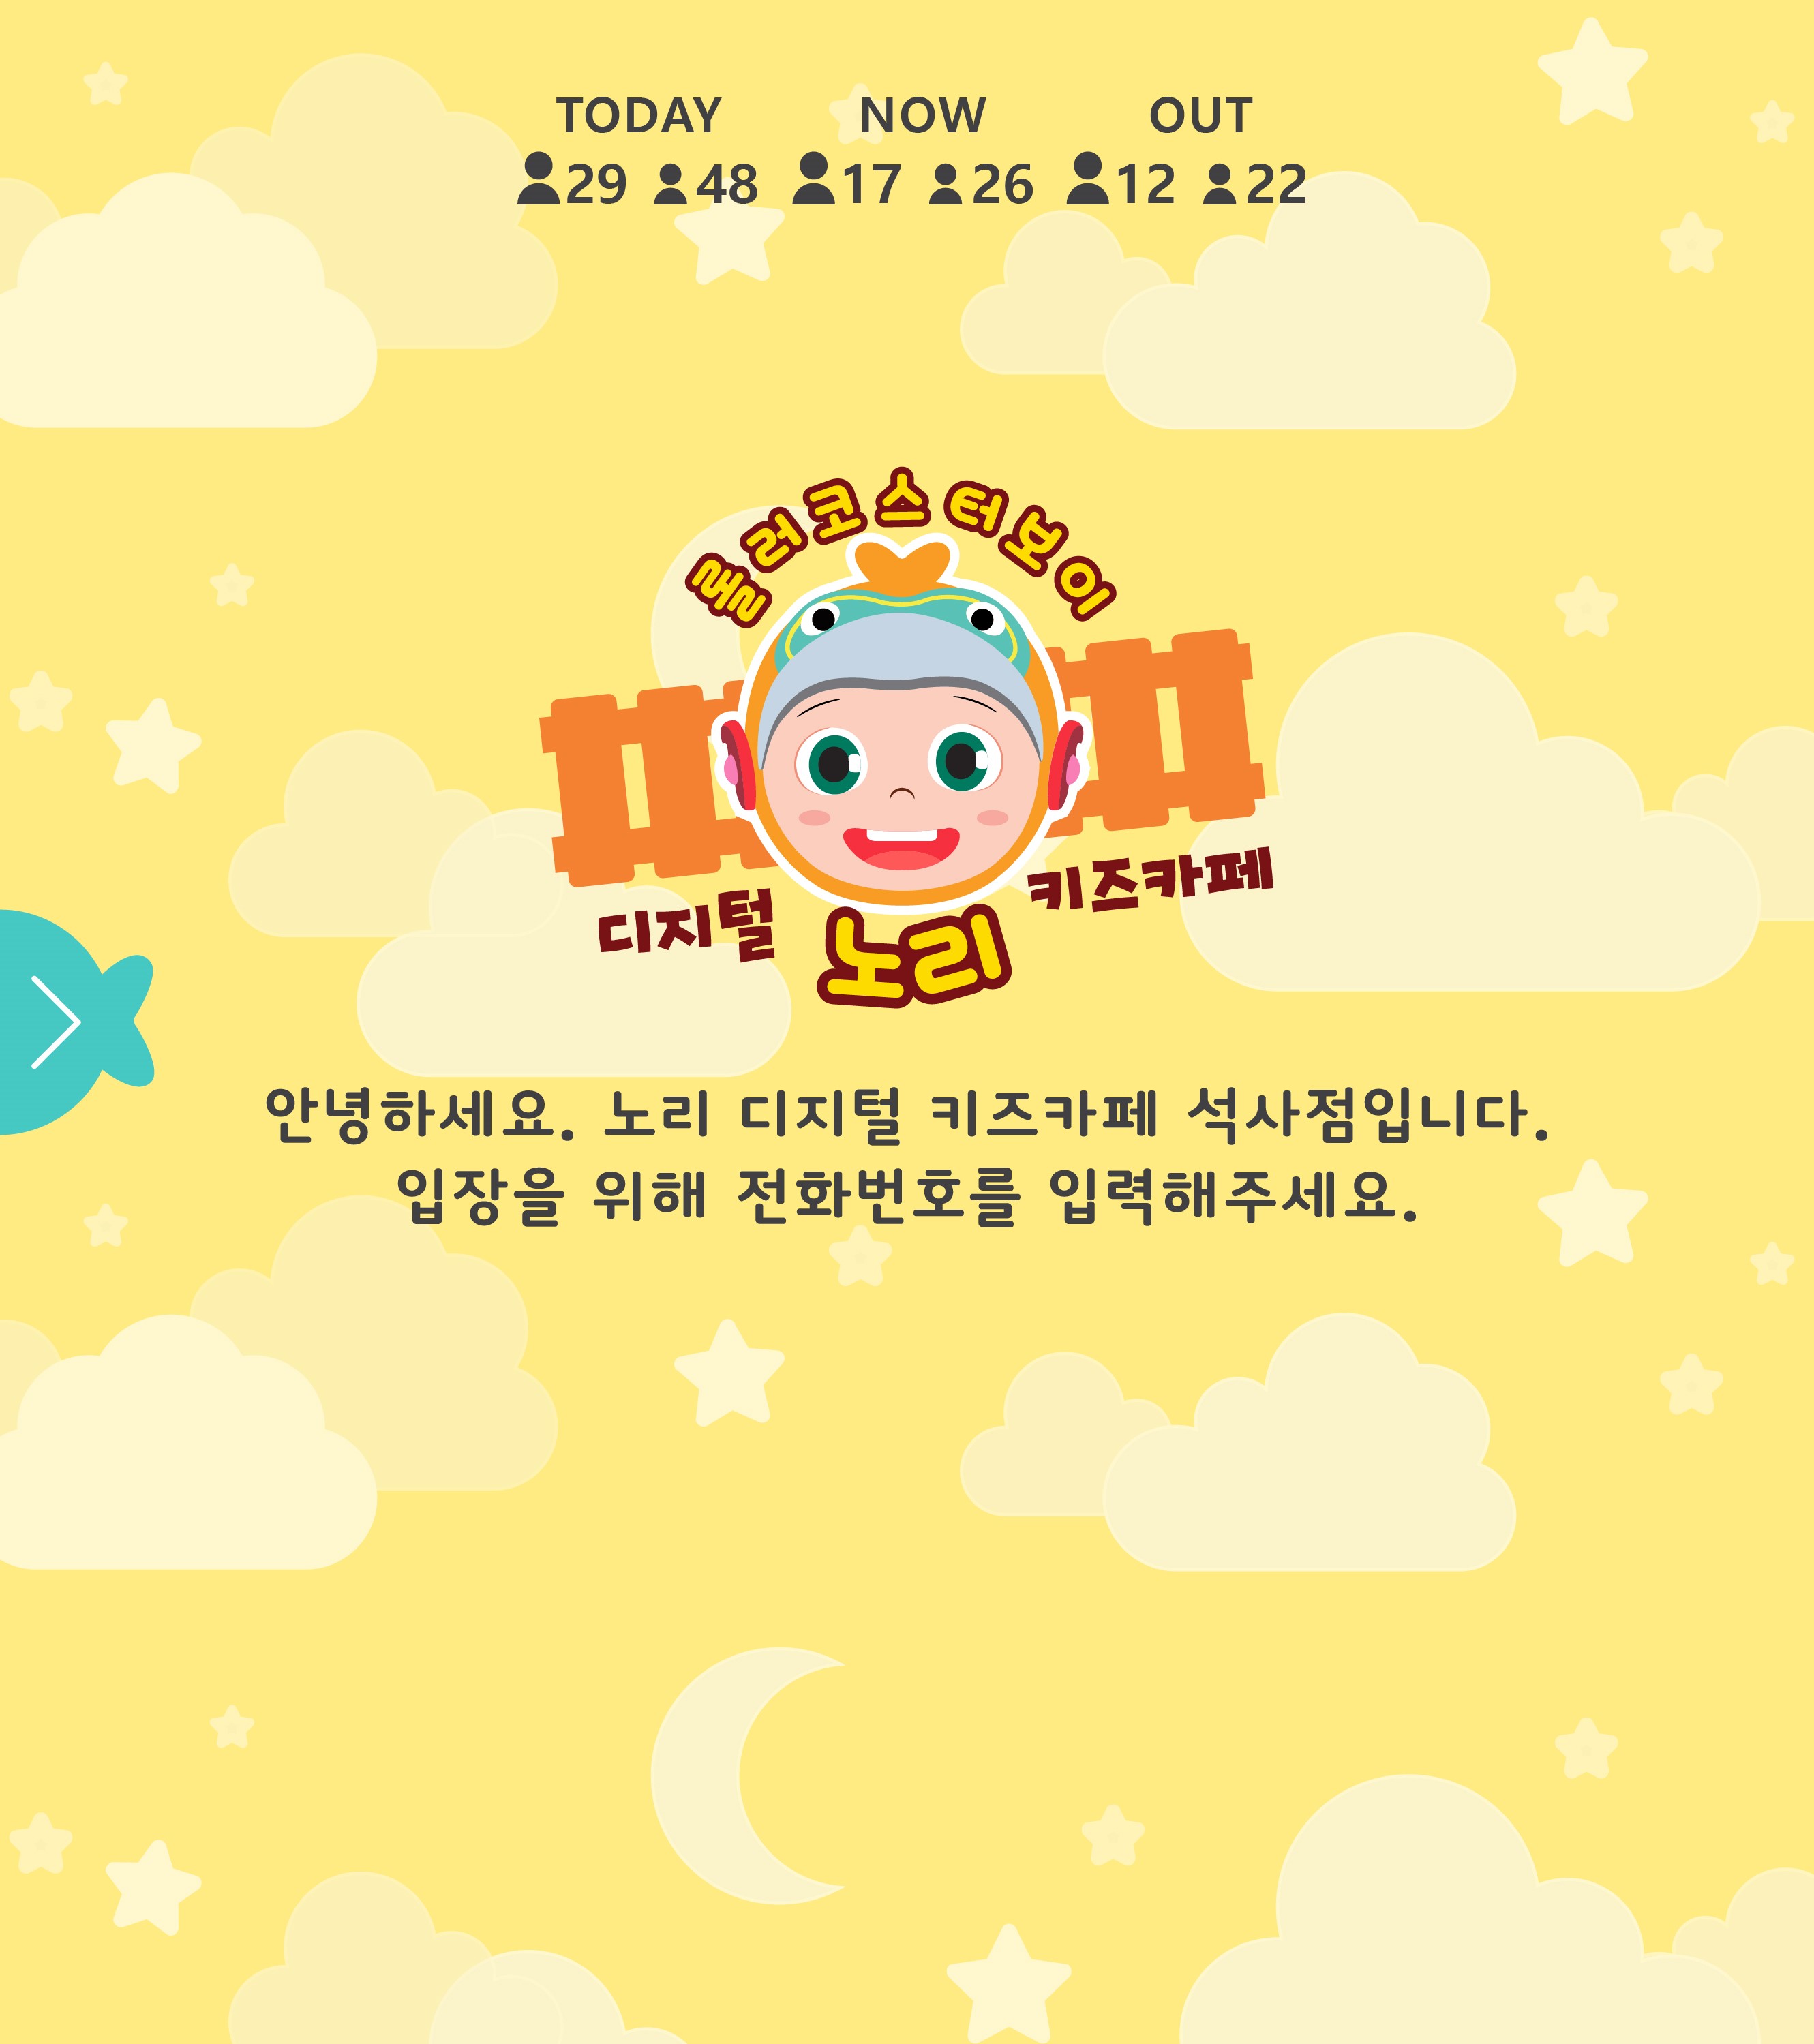 TODAY NOW OUT
29 48 17 26 12 22
롤러코스터보이
디지털 키즈카페
노리
안녕하세요. 노리 디지털 키즈카페 석사점입니다.
입장을 위해 전화번호를 입력해주세요.